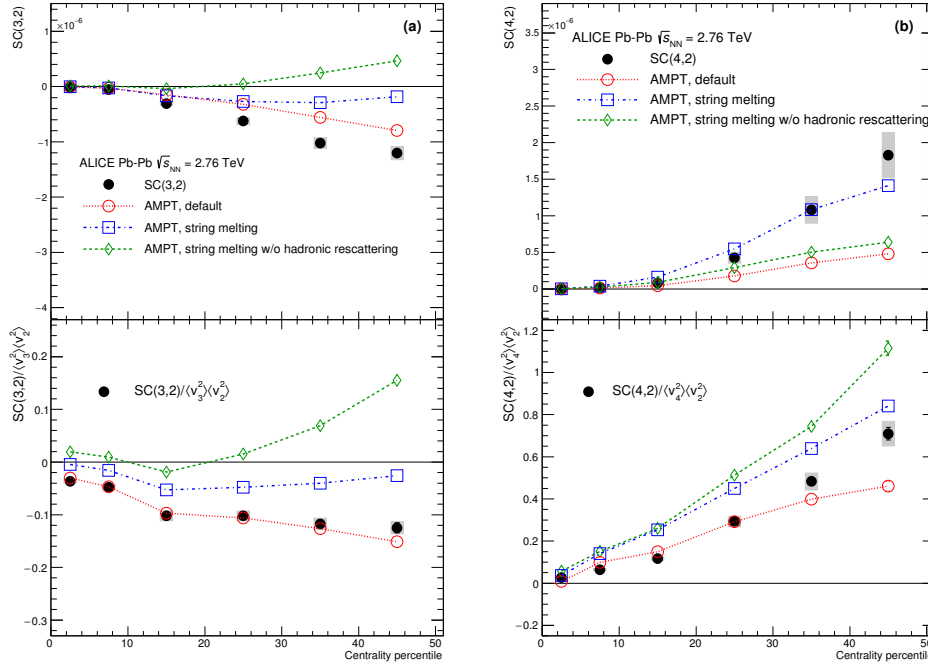 SC(3,2)
×10⁻⁶
(a)
1
0
−1
−2
−3
−4
ALICE Pb-Pb √s_NN = 2.76 TeV
SC(3,2)
AMPT, default
AMPT, string melting
AMPT, string melting w/o hadronic rescattering
SC(3,2)/⟨v₃²⟩⟨v₂²⟩
0.2
0.1
0
−0.1
−0.2
−0.3
SC(3,2)/⟨v₃²⟩⟨v₂²⟩
0 10 20 30 40 50
Centrality percentile
SC(4,2)
×10⁻⁶
(b)
3.5
3
2.5
2
1.5
1
0.5
0
ALICE Pb-Pb √s_NN = 2.76 TeV
SC(4,2)
AMPT, default
AMPT, string melting
AMPT, string melting w/o hadronic rescattering
SC(4,2)/⟨v₄²⟩⟨v₂²⟩
1.2
1
0.8
0.6
0.4
0.2
0
−0.2
SC(4,2)/⟨v₄²⟩⟨v₂²⟩
0 10 20 30 40 50
Centrality percentile